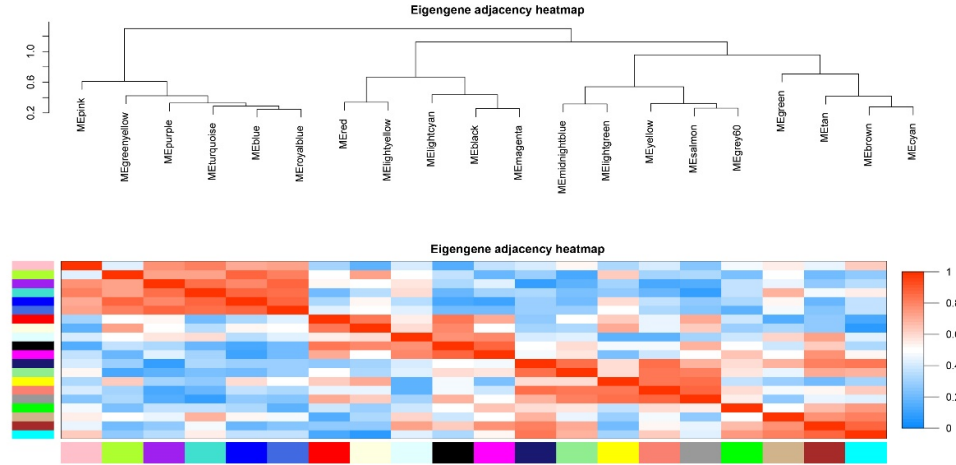 Eigengene adjacency heatmap
0.2
0.6
1.0
MEpink
MEgreenyellow
MEpurple
MEturquoise
MEblue
MEroyalblue
MEred
MElightyellow
MElightcyan
MEblack
MEmagenta
MEmidnightblue
MElightgreen
MEyellow
MEsalmon
MEgrey60
MEgreen
MEtan
MEbrown
MEcyan
Eigengene adjacency heatmap
1
0.8
0.6
0.4
0.2
0